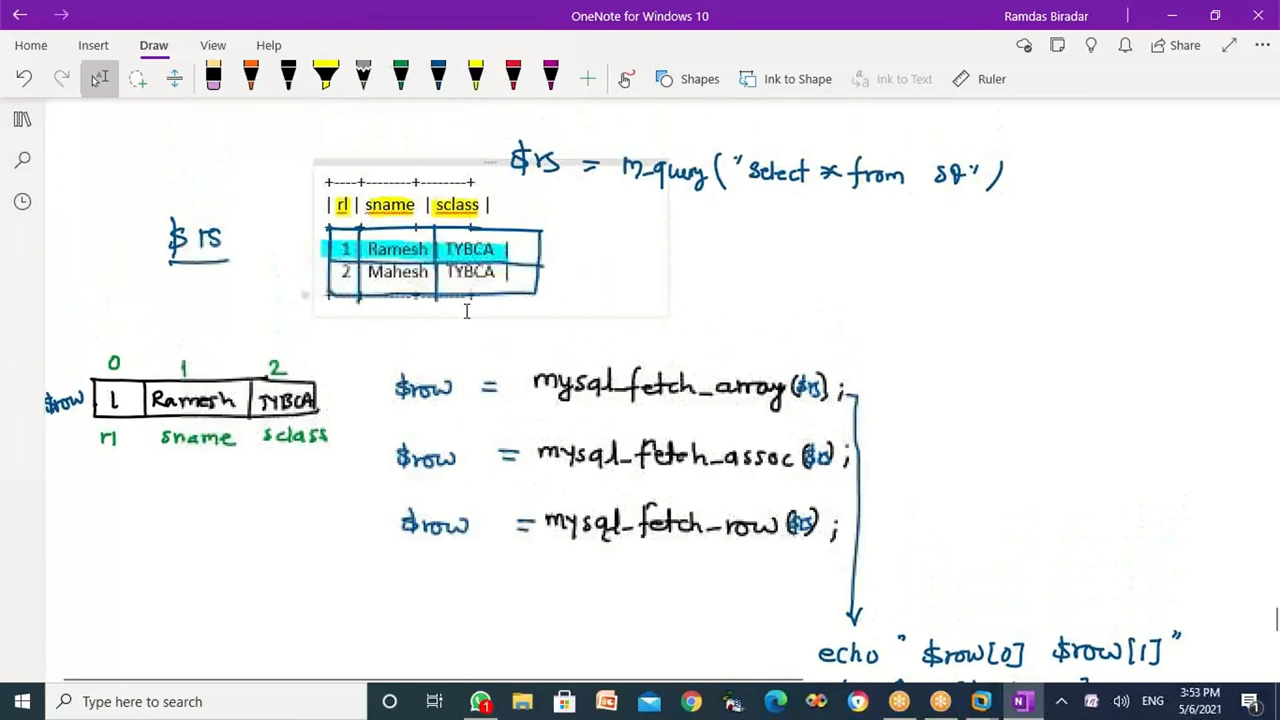 OneNote for Windows 10
Ramdas Biradar
Home Insert Draw View Help
Share
Shapes Ink to Shape Ink to Text Ruler
$rs = m_query("select * from
+----+--------+--------+
| rl | sname | sclass |
| 1 | Ramesh | TYBCA |
| 2 | Mahesh | TYBCA |
$rs
0 1 2
$row 1 Ramesh TYBCA
rl sname sclass
$row = mysql_fetch_array($rs);
$row = mysql_fetch_assoc($rs);
$row = mysql_fetch_row($rs);
echo "$row[0] $row[1]"
Type here to search
1
ENG
3:53 PM
5/6/2021
1